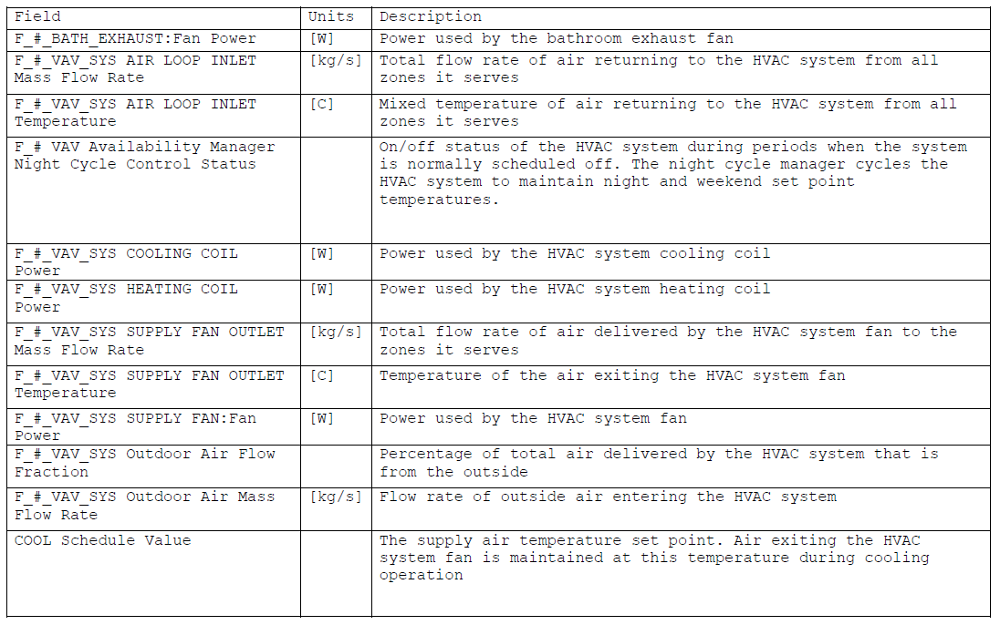 Field Units Description
F_#_BATH_EXHAUST:Fan Power [W] Power used by the bathroom exhaust fan
F_#_VAV_SYS AIR LOOP INLET [kg/s] Total flow rate of air returning to the HVAC system from all
Mass Flow Rate zones it serves
F_#_VAV_SYS AIR LOOP INLET [C] Mixed temperature of air returning to the HVAC system from all
Temperature zones it serves
F_# VAV Availability Manager On/off status of the HVAC system during periods when the system
Night Cycle Control Status is normally scheduled off. The night cycle manager cycles the
HVAC system to maintain night and weekend set point
temperatures.
F_#_VAV_SYS COOLING COIL [W] Power used by the HVAC system cooling coil
Power
F_#_VAV_SYS HEATING COIL [W] Power used by the HVAC system heating coil
Power
F_#_VAV_SYS SUPPLY FAN OUTLET [kg/s] Total flow rate of air delivered by the HVAC system fan to the
Mass Flow Rate zones it serves
F_#_VAV_SYS SUPPLY FAN OUTLET [C] Temperature of the air exiting the HVAC system fan
Temperature
F_#_VAV_SYS SUPPLY FAN:Fan [W] Power used by the HVAC system fan
Power
F_#_VAV_SYS Outdoor Air Flow Percentage of total air delivered by the HVAC system that is
Fraction from the outside
F_#_VAV_SYS Outdoor Air Mass [kg/s] Flow rate of outside air entering the HVAC system
Flow Rate
COOL Schedule Value The supply air temperature set point. Air exiting the HVAC
system fan is maintained at this temperature during cooling
operation